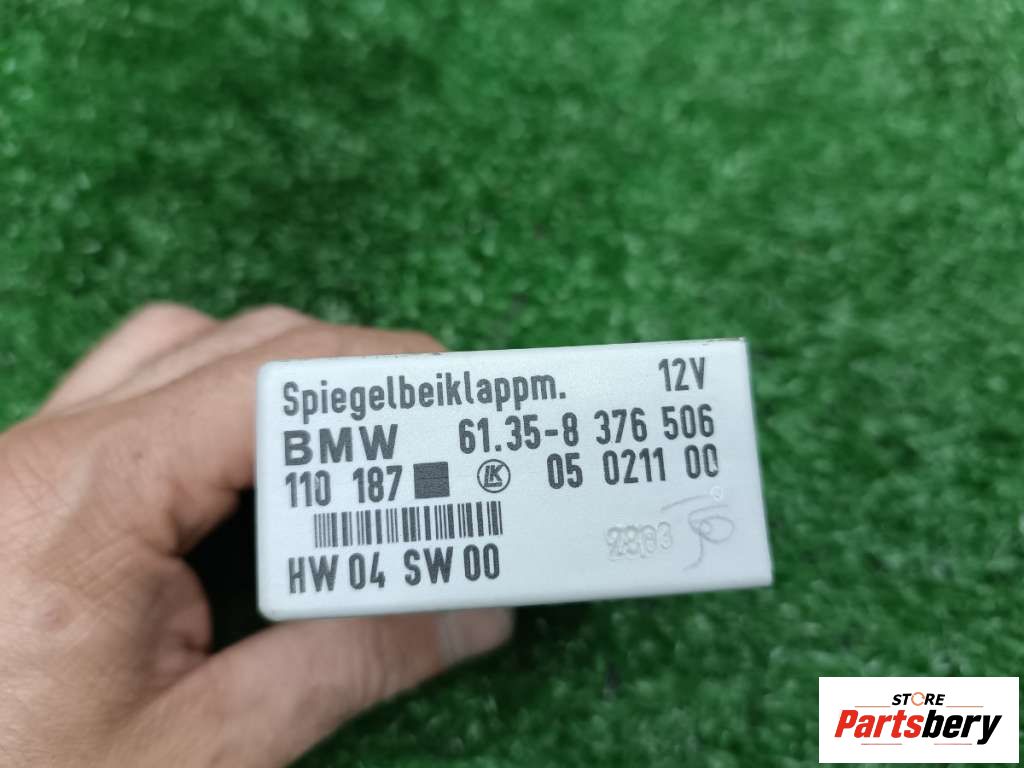 Spiegelbeiklappm. 12V
BMW 61.35-8 376 506
110 187 LK 05 0211 00
HW 04 SW 00
STORE
Partsbery